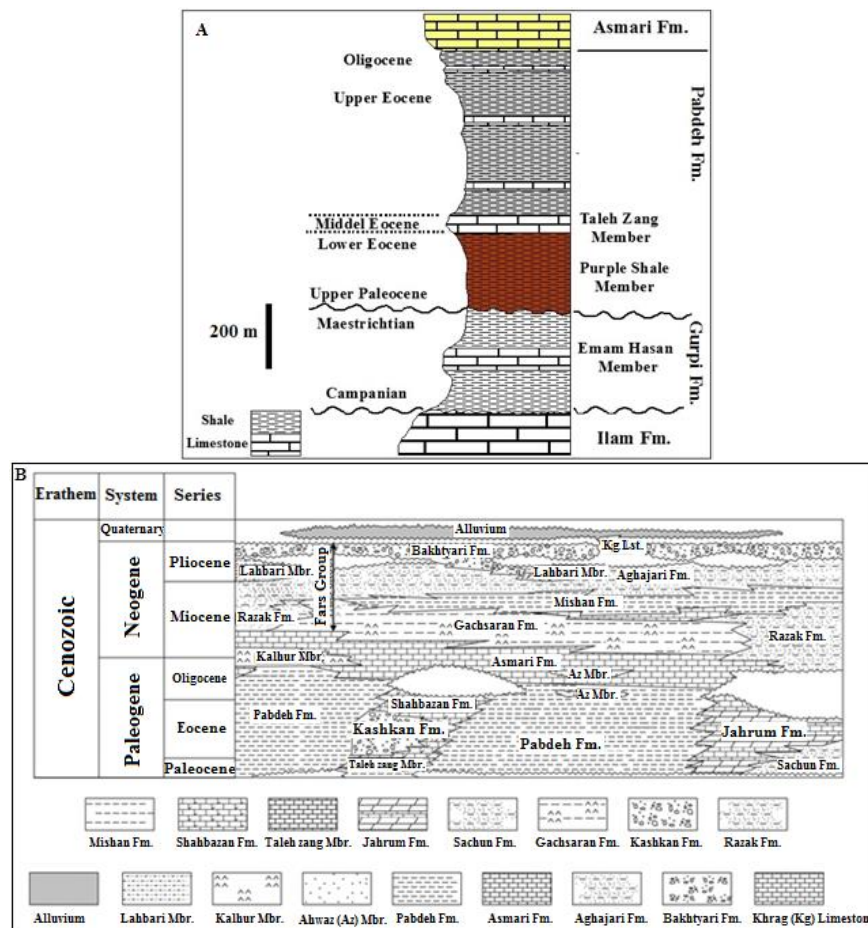 A
Asmari Fm.
Oligocene
Upper Eocene
Pabdeh Fm.
Middel Eocene
Taleh Zang
Member
Lower Eocene
Purple Shale
Member
Upper Paleocene
200 m
Maestrichtian
Emam Hasan
Member
Gurpi Fm.
Campanian
Shale
Limestone
Ilam Fm.
B
Erathem
System
Series
Cenozoic
Quaternary
Neogene
Paleogene
Pliocene
Miocene
Oligocene
Eocene
Paleocene
Alluvium
Bakhtyari Fm.
Kg Lst.
Lahbari Mbr.
Fars Group
Lahbari Mbr.
Aghajari Fm.
Mishan Fm.
Razak Fm.
Gachsaran Fm.
Razak Fm.
Kalhur Mbr.
Asmari Fm.
Az Mbr.
Az Mbr.
Shahbazan Fm.
Pabdeh Fm.
Kashkan Fm.
Pabdeh Fm.
Jahrum Fm.
Taleh zang Mbr.
Sachun Fm.
Mishan Fm.
Shahbazan Fm.
Taleh zang Mbr.
Jahrum Fm.
Sachun Fm.
Gachsaran Fm.
Kashkan Fm.
Razak Fm.
Alluvium
Lahbari Mbr.
Kalhur Mbr.
Ahwaz (Az) Mbr.
Pabdeh Fm.
Asmari Fm.
Aghajari Fm.
Bakhtyari Fm.
Khrag (Kg) Limeston